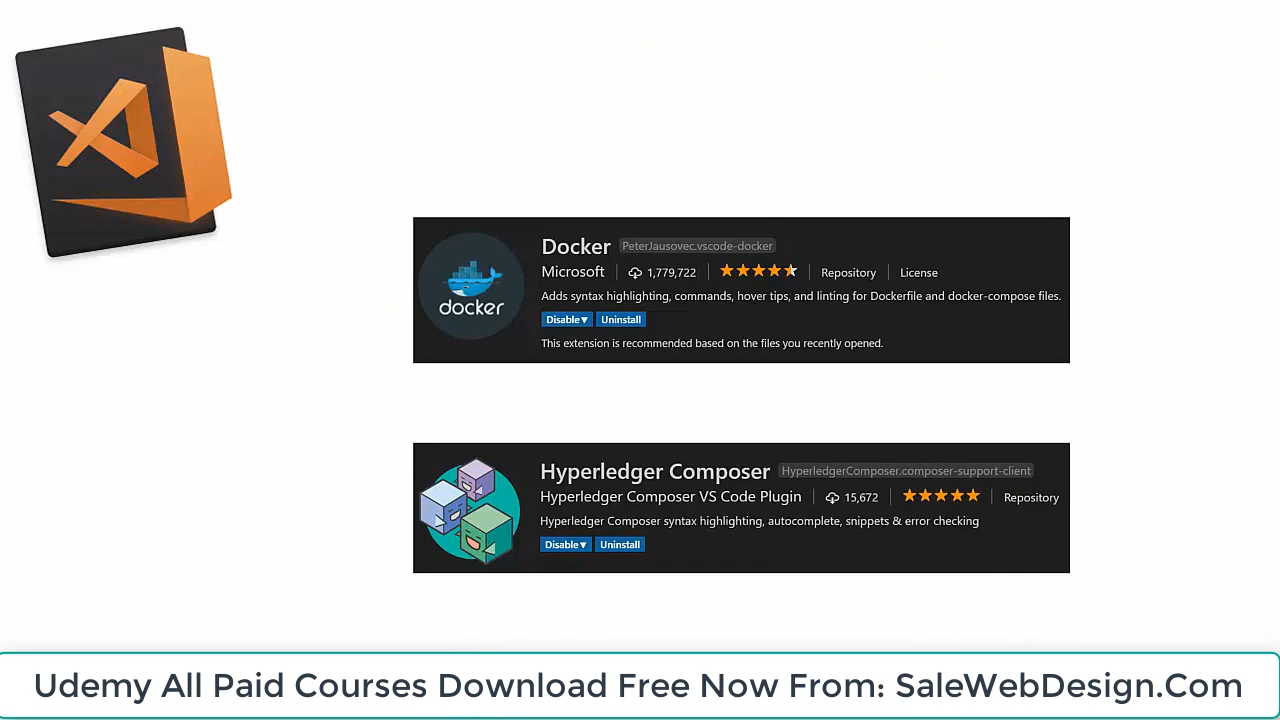 Docker PeterJausovec.vscode-docker
Microsoft 1,779,722 Repository License
Adds syntax highlighting, commands, hover tips, and linting for Dockerfile and docker-compose files.
docker
Disable▾ Uninstall
This extension is recommended based on the files you recently opened.
Hyperledger Composer HyperledgerComposer.composer-support-client
Hyperledger Composer VS Code Plugin 15,672 Repository
Hyperledger Composer syntax highlighting, autocomplete, snippets & error checking
Disable▾ Uninstall
Udemy All Paid Courses Download Free Now From: SaleWebDesign.Com